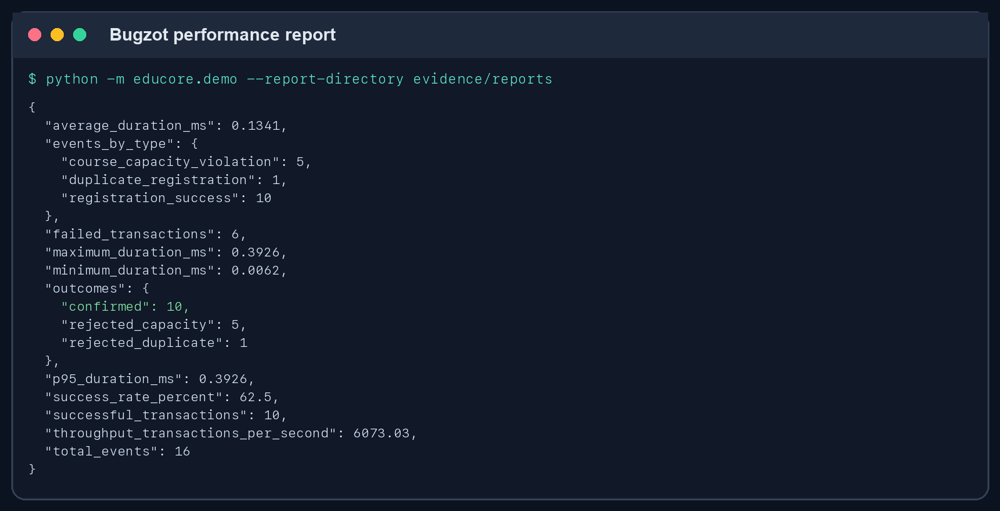 Bugzot performance report
$ python -m educore.demo --report-directory evidence/reports
{
  "average_duration_ms": 0.1341,
  "events_by_type": {
    "course_capacity_violation": 5,
    "duplicate_registration": 1,
    "registration_success": 10
  },
  "failed_transactions": 6,
  "maximum_duration_ms": 0.3926,
  "minimum_duration_ms": 0.0062,
  "outcomes": {
    "confirmed": 10,
    "rejected_capacity": 5,
    "rejected_duplicate": 1
  },
  "p95_duration_ms": 0.3926,
  "success_rate_percent": 62.5,
  "successful_transactions": 10,
  "throughput_transactions_per_second": 6073.03,
  "total_events": 16
}